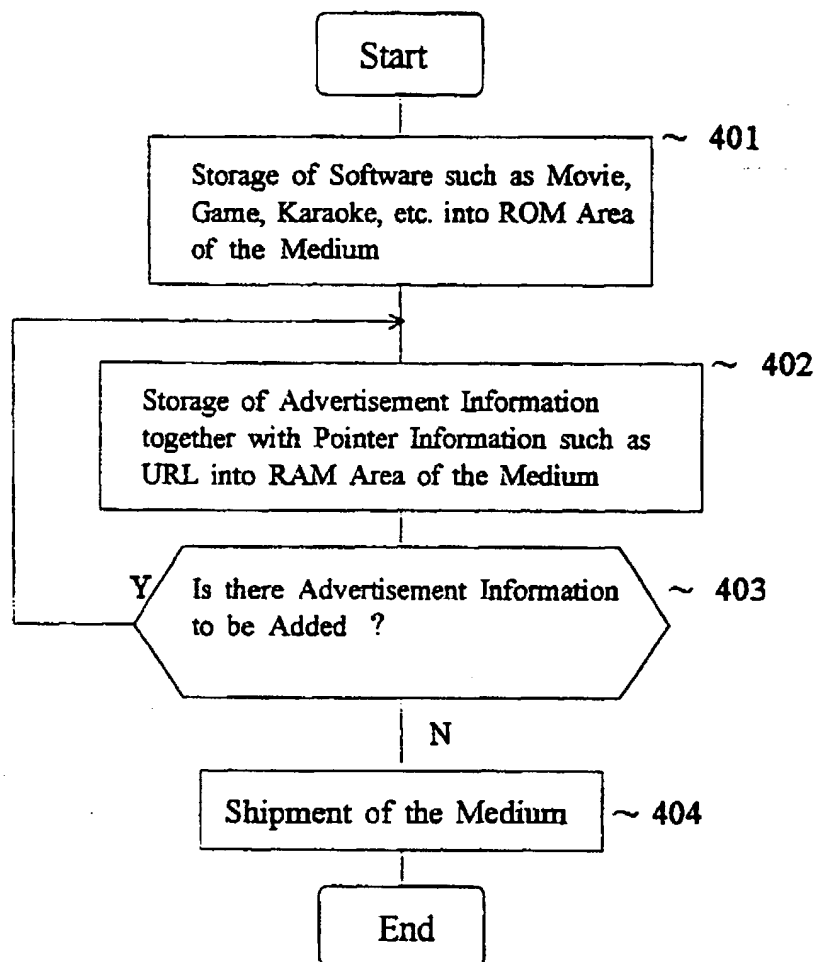 Start
~ 401
Storage of Software such as Movie,
Game, Karaoke, etc. into ROM Area
of the Medium
~ 402
Storage of Advertisement Information
together with Pointer Information such as
URL into RAM Area of the Medium
Y
Is there Advertisement Information
to be Added ?
~ 403
N
Shipment of the Medium
~ 404
End